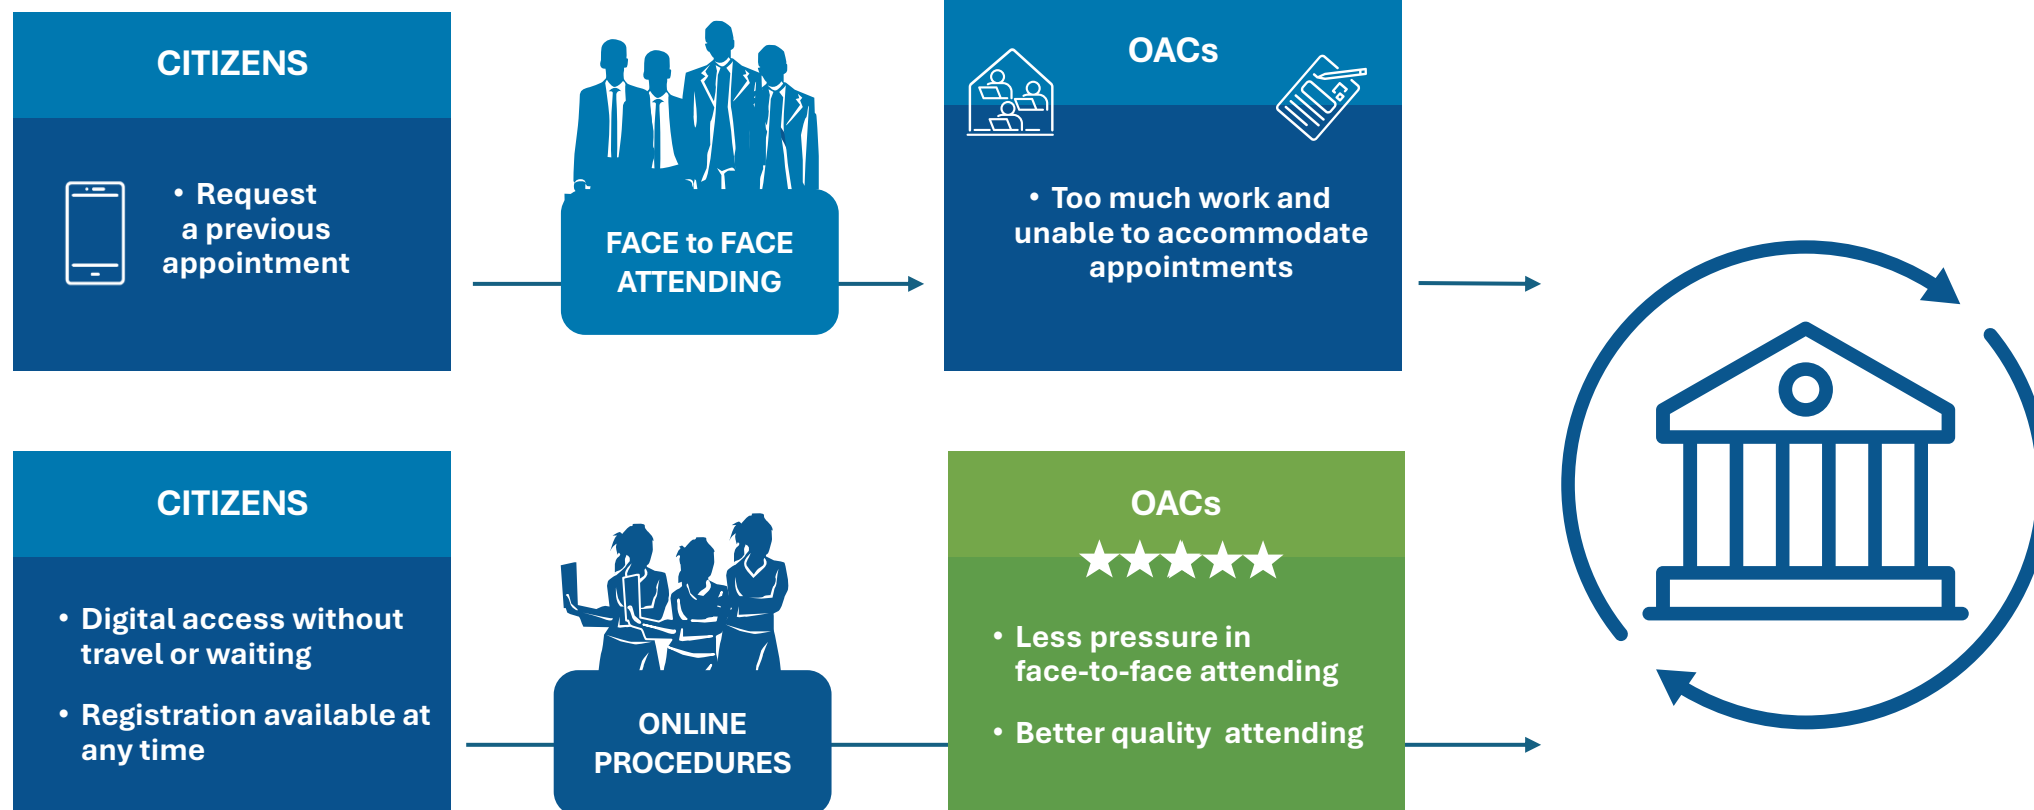 CITIZENS
• Request
a previous
appointment
FACE to FACE
ATTENDING
OACs
• Too much work and
unable to accommodate
appointments
CITIZENS
• Digital access without
travel or waiting
• Registration available at
any time
ONLINE
PROCEDURES
OACs
• Less pressure in
face-to-face attending
• Better quality attending